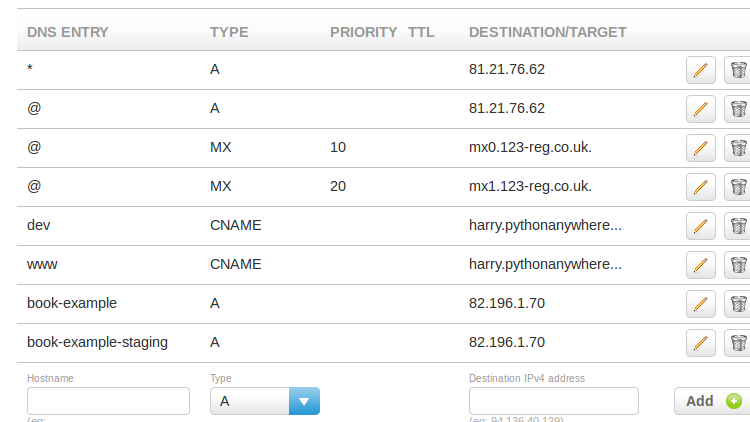 DNS ENTRY TYPE PRIORITY TTL DESTINATION/TARGET
* A 81.21.76.62
@ A 81.21.76.62
@ MX 10 mx0.123-reg.co.uk.
@ MX 20 mx1.123-reg.co.uk.
dev CNAME harry.pythonanywhere...
www CNAME harry.pythonanywhere...
book-example A 82.196.1.70
book-example-staging A 82.196.1.70
Hostname Type Destination IPv4 address
A Add
(eg: (eg: 94.136.40.129)